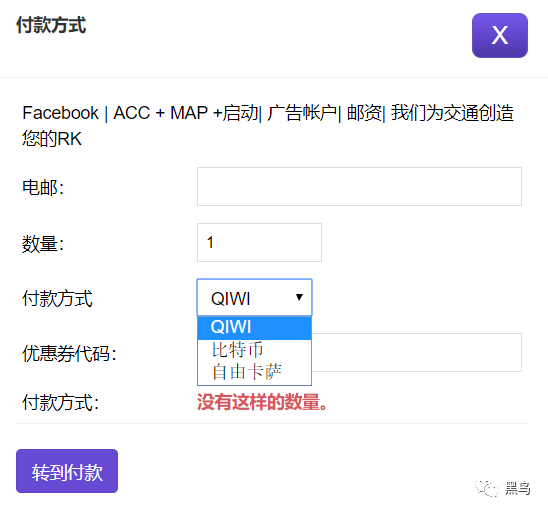 付款方式
X
Facebook | ACC + MAP +启动| 广告帐户| 邮资| 我们为交通创造
您的RK
电邮：
数量：
1
付款方式
QIWI
QIWI
比特币
自由卡萨
优惠券代码：
付款方式：
没有这样的数量。
转到付款
黑鸟